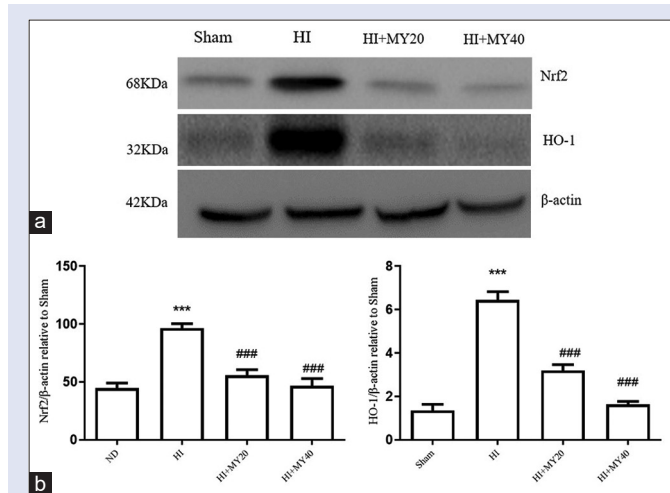 Sham HI HI+MY20 HI+MY40
68KDa Nrf2
32KDa HO-1
42KDa β-actin
a
Nrf2/β-actin relative to Sham
150
100
50
0
***
###
###
ND HI HI+MY20 HI+MY40
HO-1/β-actin relative to Sham
8
6
4
2
0
***
###
###
Sham HI HI+MY20 HI+MY40
b